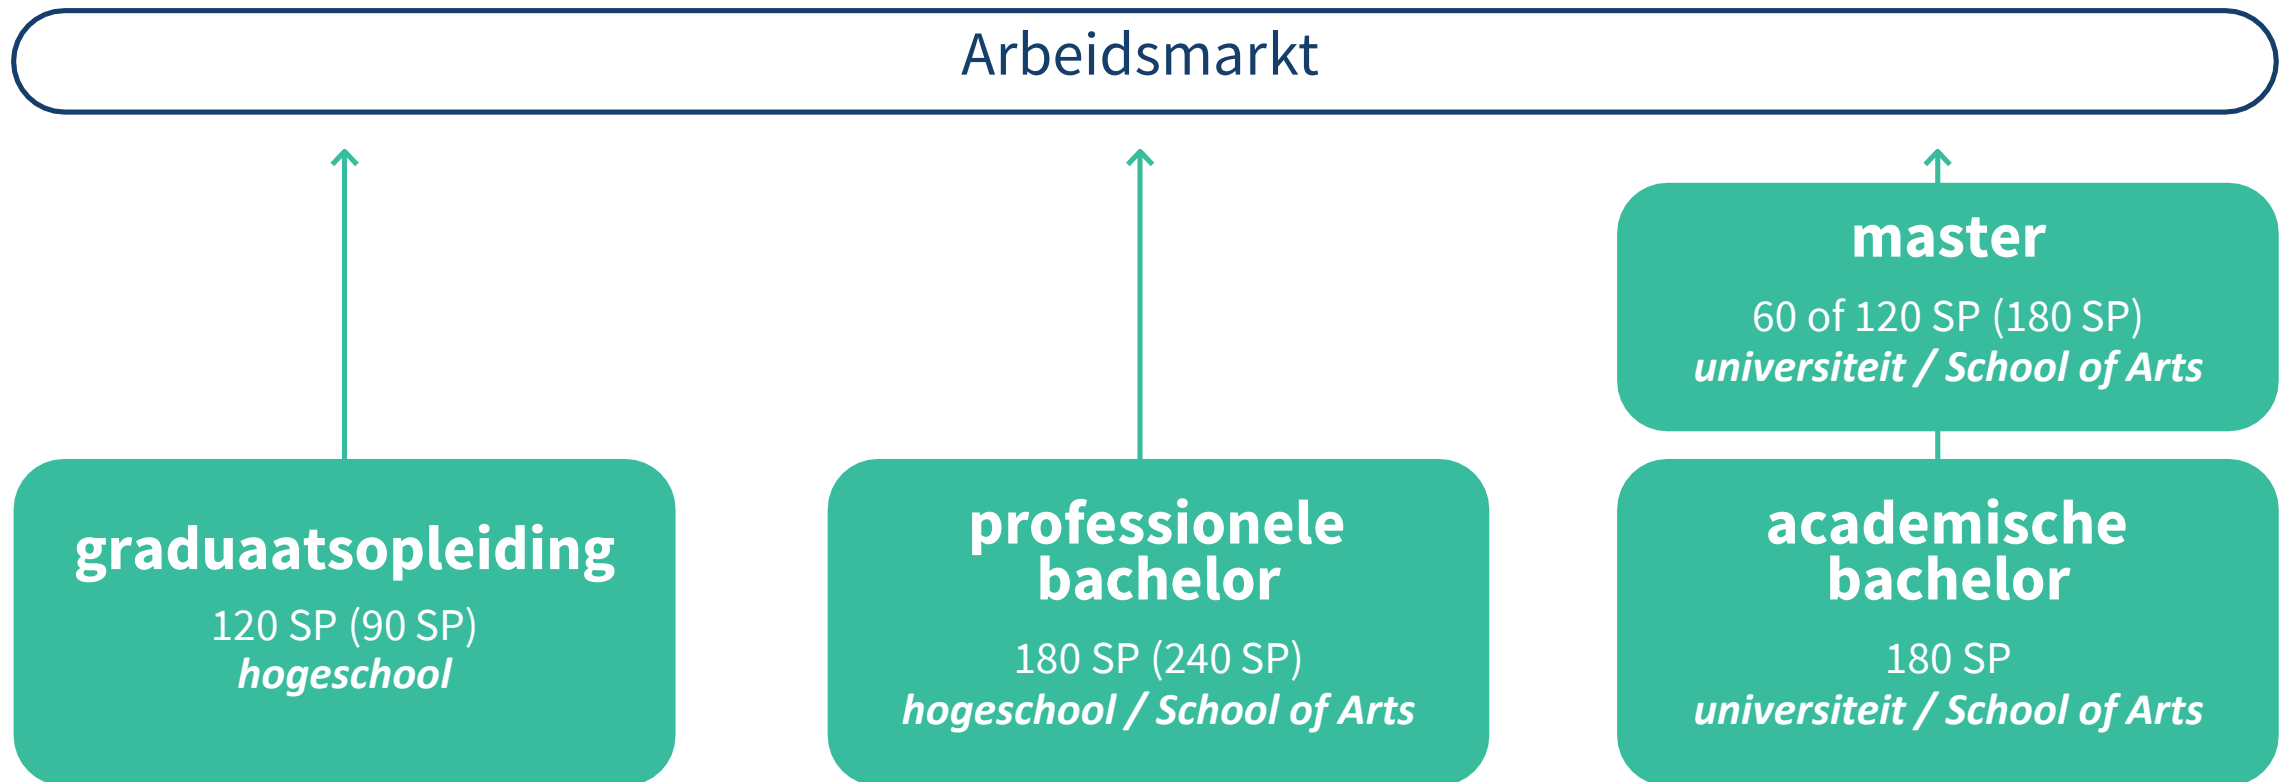 Arbeidsmarkt
master
60 of 120 SP (180 SP)
universiteit / School of Arts
graduaatsopleiding
120 SP (90 SP)
hogeschool
professionele
bachelor
180 SP (240 SP)
hogeschool / School of Arts
academische
bachelor
180 SP
universiteit / School of Arts